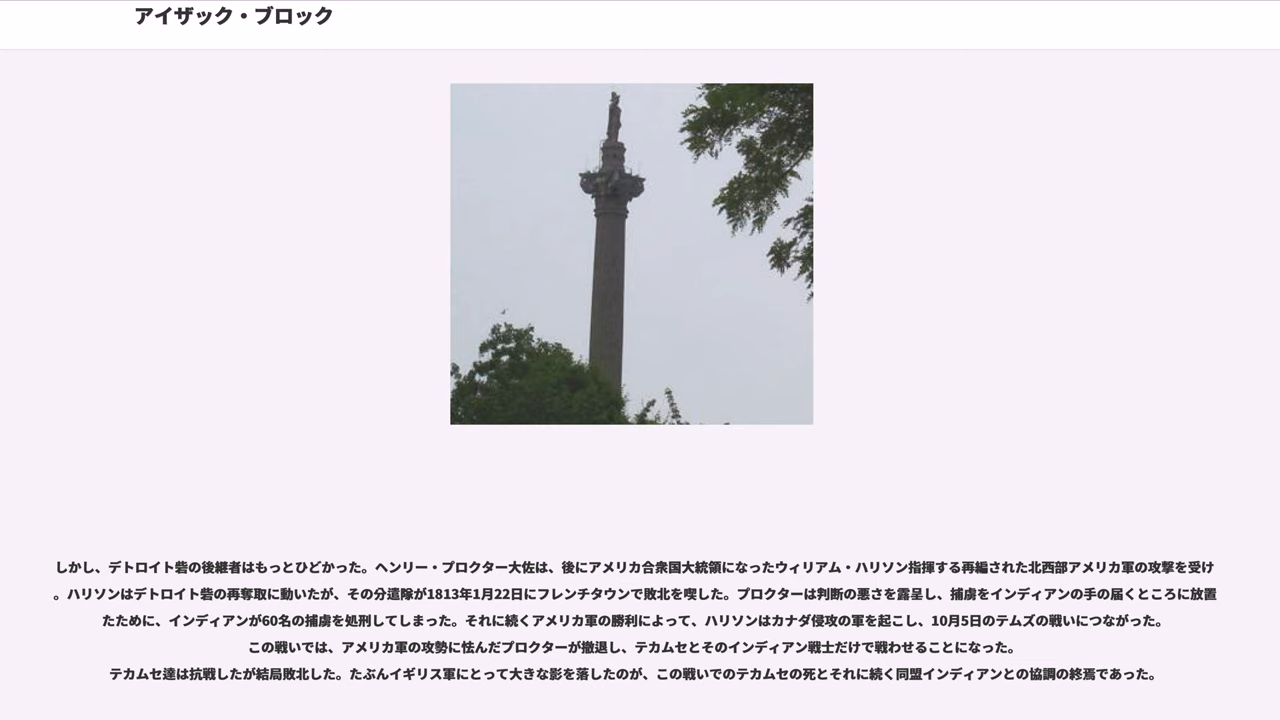 アイザック・ブロック
しかし、デトロイト砦の後継者はもっとひどかった。ヘンリー・プロクター大佐は、後にアメリカ合衆国大統領になったウィリアム・ハリソン指揮する再編された北西部アメリカ軍の攻撃を受け
。ハリソンはデトロイト砦の再奪取に動いたが、その分遣隊が1813年1月22日にフレンチタウンで敗北を喫した。プロクターは判断の悪さを露呈し、捕虜をインディアンの手の届くところに放置
たために、インディアンが60名の捕虜を処刑してしまった。それに続くアメリカ軍の勝利によって、ハリソンはカナダ侵攻の軍を起こし、10月5日のテムズの戦いにつながった。
この戦いでは、アメリカ軍の攻勢に怯んだプロクターが撤退し、テカムセとそのインディアン戦士だけで戦わせることになった。
テカムセ達は抗戦したが結局敗北した。たぶんイギリス軍にとって大きな影を落としたのが、この戦いでのテカムセの死とそれに続く同盟インディアンとの協調の終焉であった。